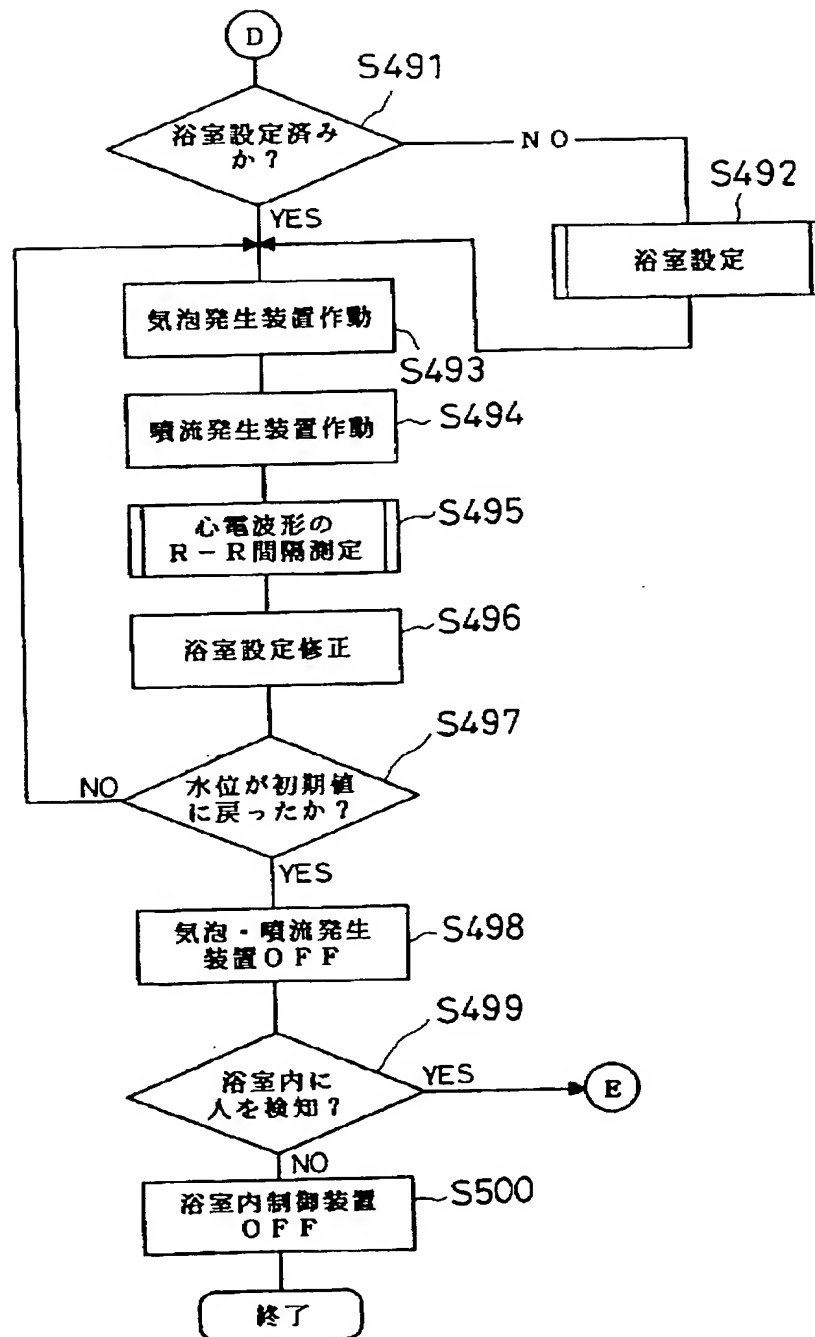 D
S491
浴室設定済み
か？
NO
YES
S492
浴室設定
気泡発生装置作動
S493
噴流発生装置作動
S494
心電波形の
R－R間隔測定
S495
浴室設定修正
S496
S497
水位が初期値
に戻ったか？
NO
YES
気泡・噴流発生
装置OFF
S498
S499
浴室内に
人を検知？
YES
E
NO
浴室内制御装置
OFF
S500
終了